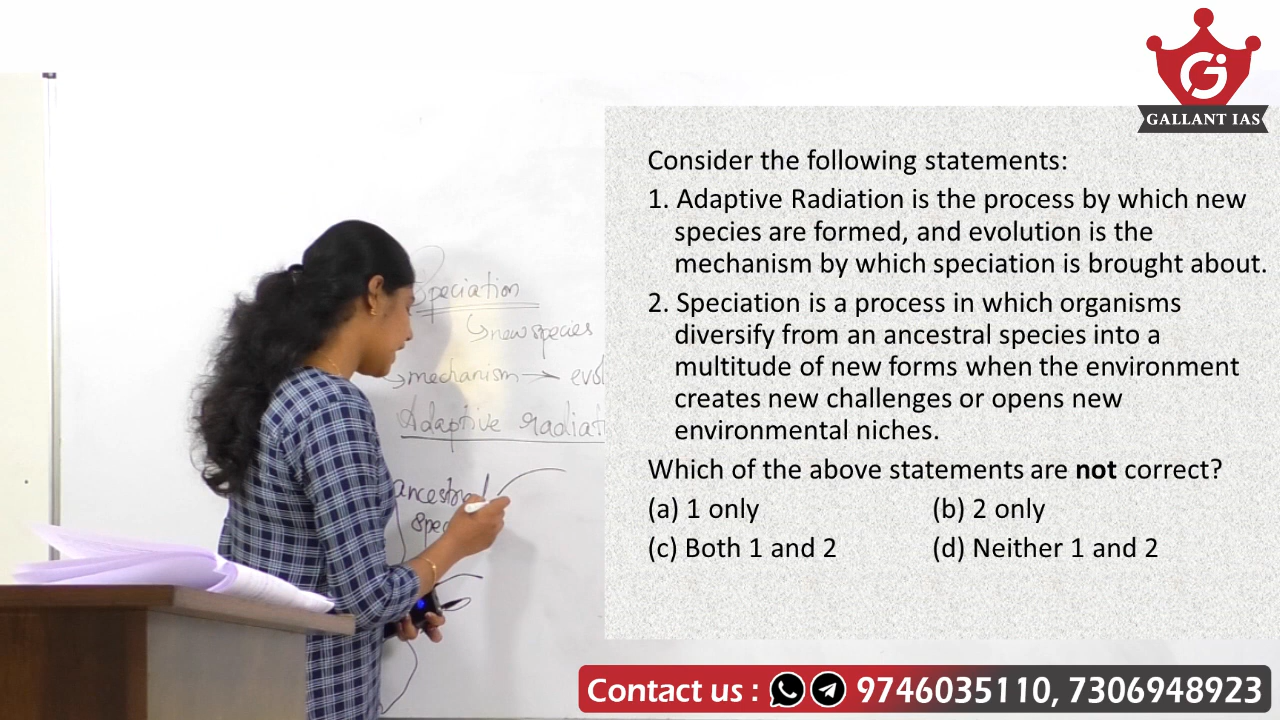 GALLANT IAS
Consider the following statements:
1. Adaptive Radiation is the process by which new
species are formed, and evolution is the
mechanism by which speciation is brought about.
2. Speciation is a process in which organisms
diversify from an ancestral species into a
multitude of new forms when the environment
creates new challenges or opens new
environmental niches.
Which of the above statements are not correct?
(a) 1 only (b) 2 only
(c) Both 1 and 2 (d) Neither 1 and 2
Speciation
new species
mechanism → evol
Adaptive radiat
ancestral
spec
Contact us : 9746035110, 7306948923